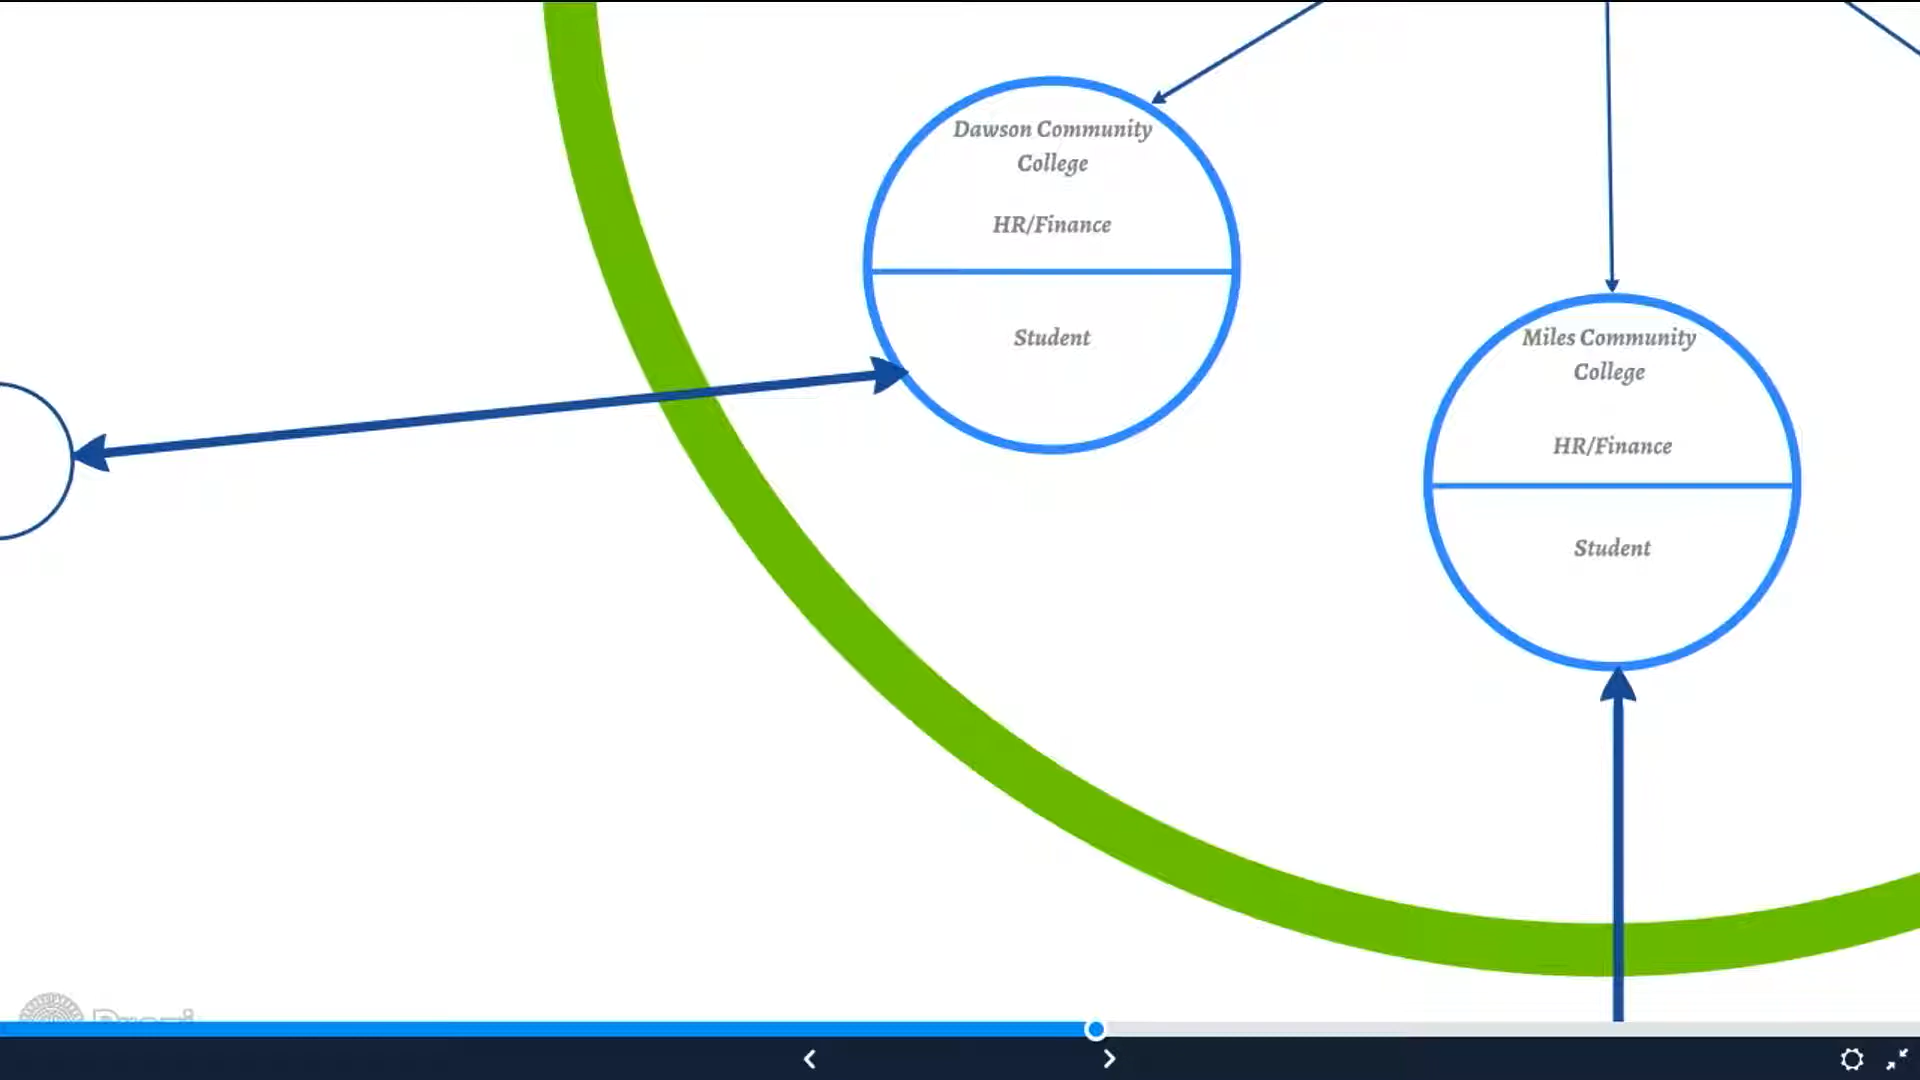 Dawson Community
College
HR/Finance
Student
Miles Community
College
HR/Finance
Student